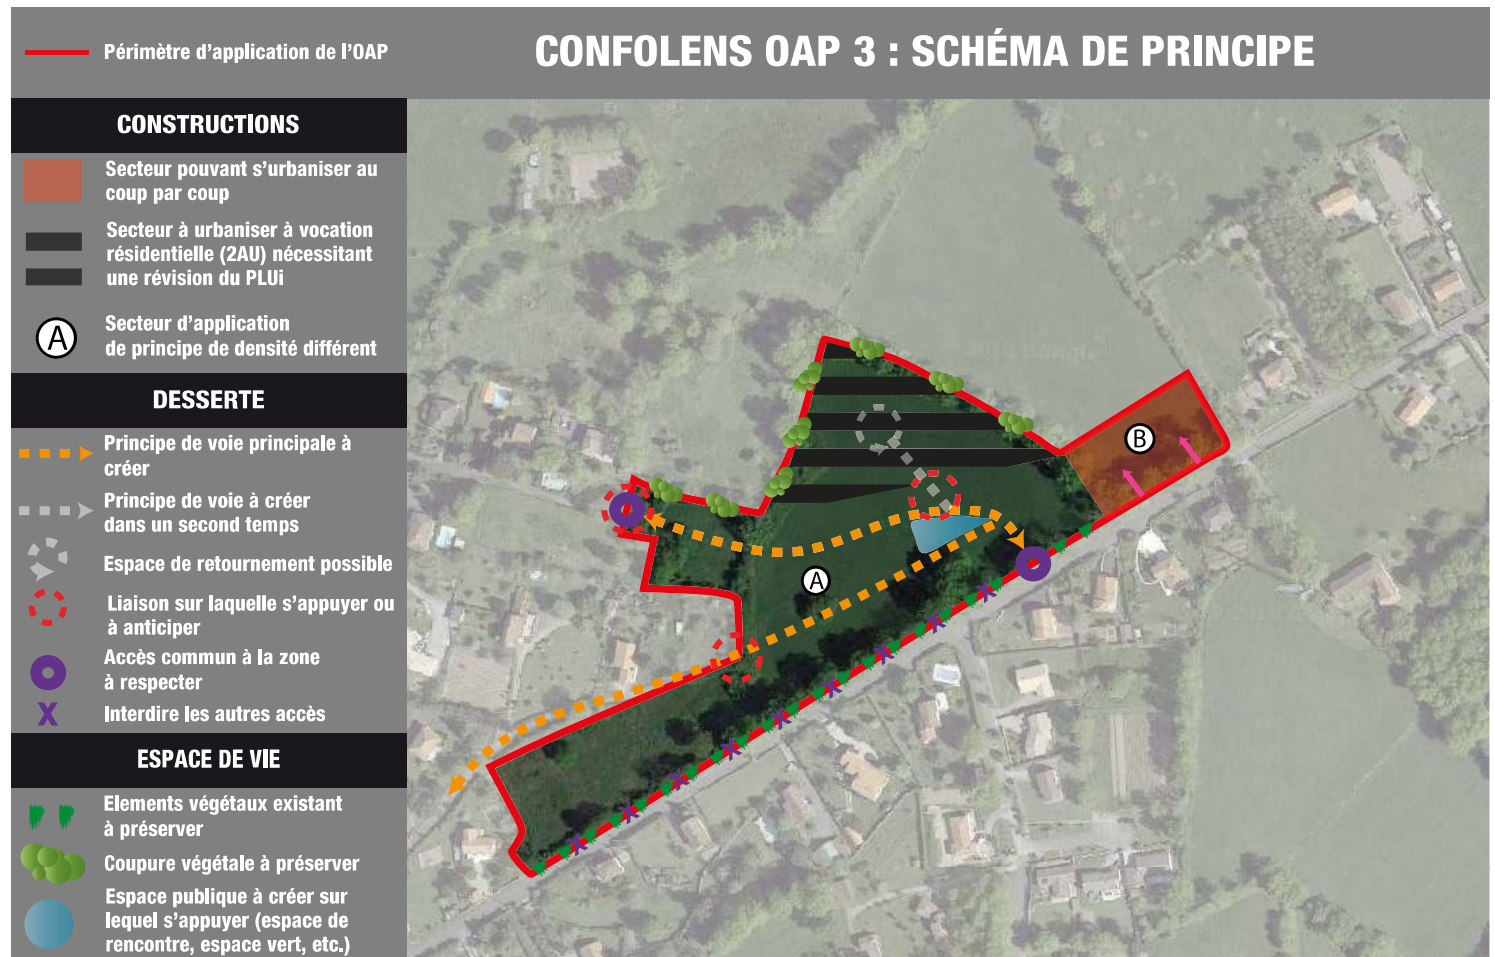 Périmètre d'application de l'OAP
CONFOLENS OAP 3 : SCHÉMA DE PRINCIPE
CONSTRUCTIONS
Secteur pouvant s'urbaniser au
coup par coup
Secteur à urbaniser à vocation
résidentielle (2AU) nécessitant
une révision du PLUi
A
Secteur d'application
de principe de densité différent
DESSERTE
Principe de voie principale à
créer
Principe de voie à créer
dans un second temps
Espace de retournement possible
Liaison sur laquelle s'appuyer ou
à anticiper
Accès commun à la zone
à respecter
X
Interdire les autres accès
ESPACE DE VIE
Elements végétaux existant
à préserver
Coupure végétale à préserver
Espace publique à créer sur
lequel s'appuyer (espace de
rencontre, espace vert, etc.)
B
A